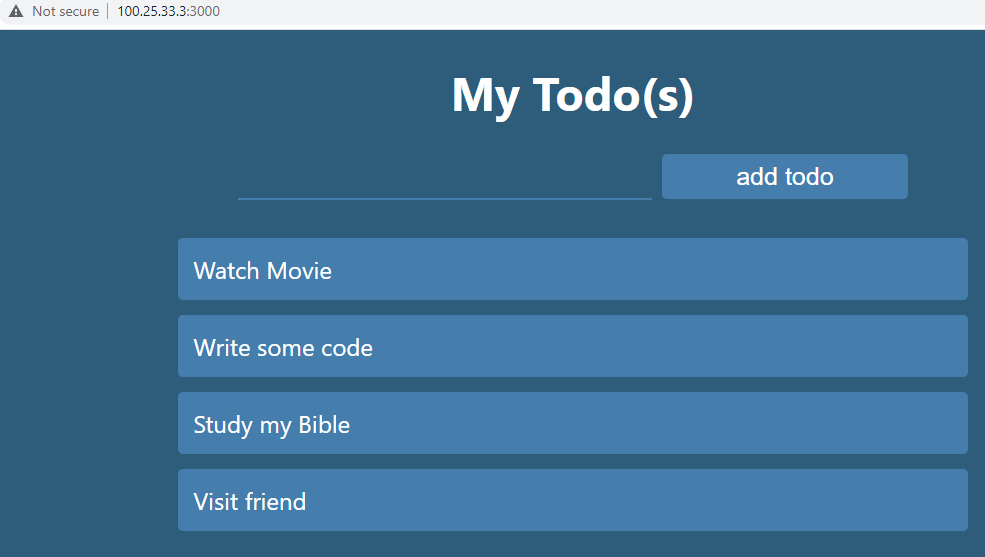 Not secure | 100.25.33.3:3000
My Todo(s)
add todo
Watch Movie
Write some code
Study my Bible
Visit friend